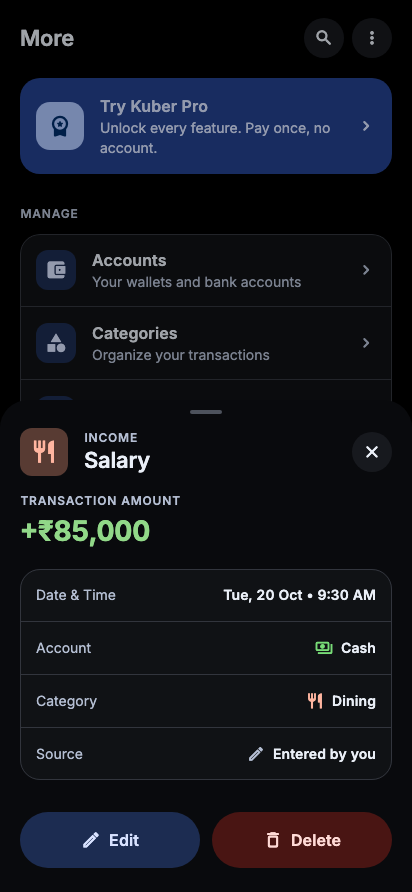 More
Try Kuber Pro
Unlock every feature. Pay once, no
account.
MANAGE
Accounts
Your wallets and bank accounts
Categories
Organize your transactions
INCOME
Salary
TRANSACTION AMOUNT
+₹85,000
Date & Time
Tue, 20 Oct • 9:30 AM
Account
Cash
Category
Dining
Source
Entered by you
Edit
Delete